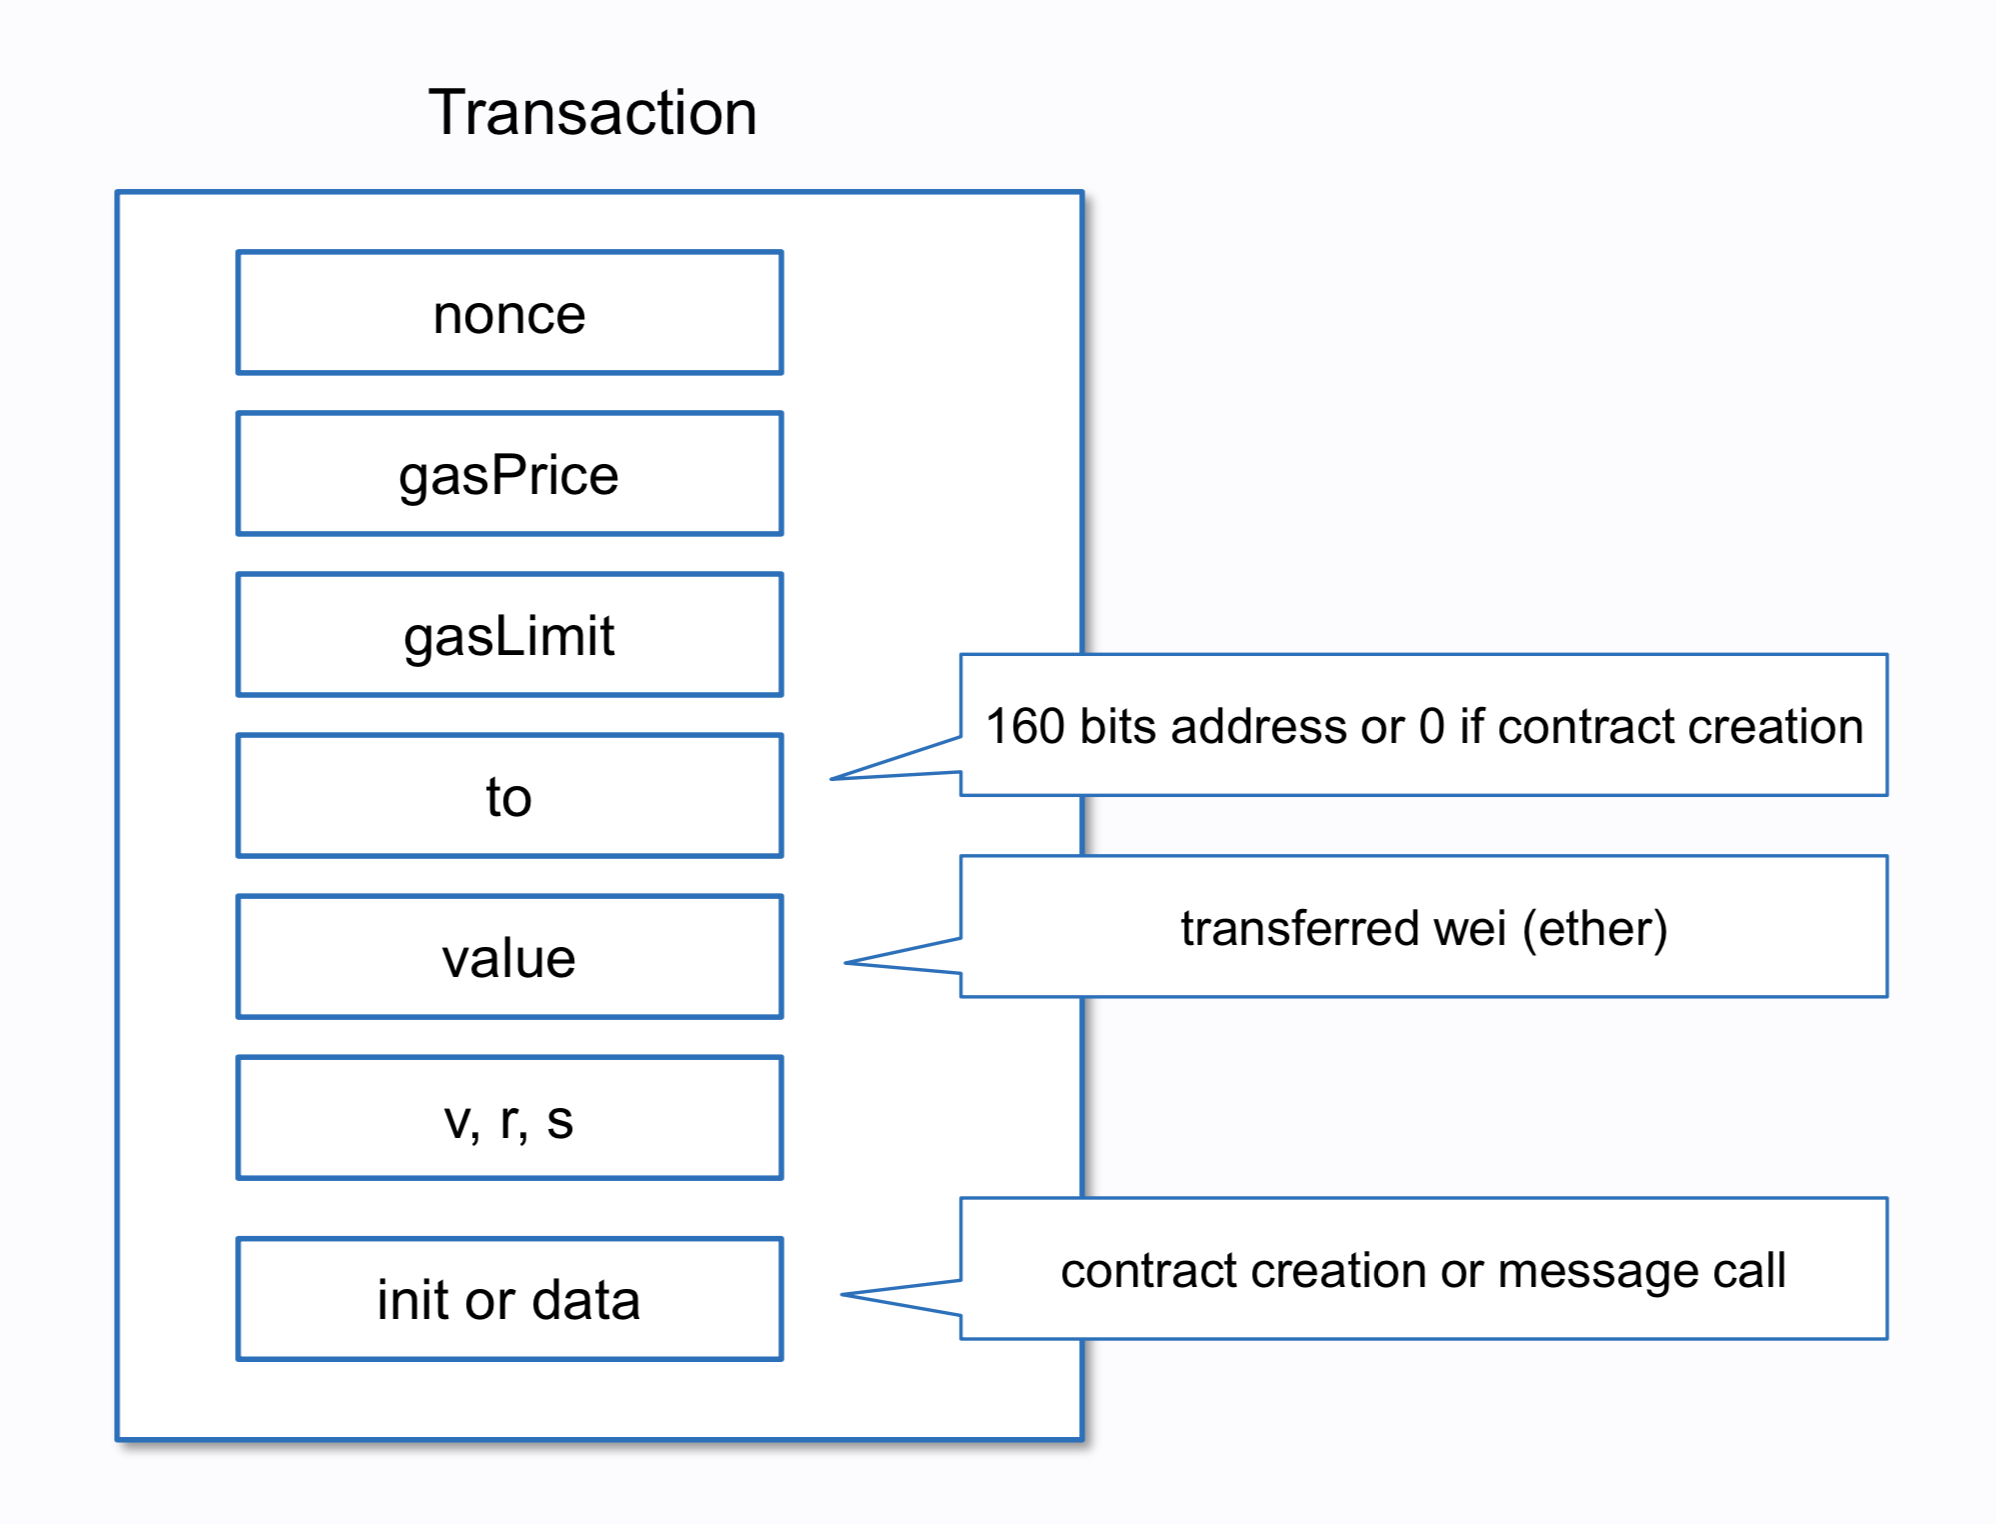 Transaction
nonce
gasPrice
gasLimit
160 bits address or 0 if contract creation
to
transferred wei (ether)
value
v, r, s
contract creation or message call
init or data